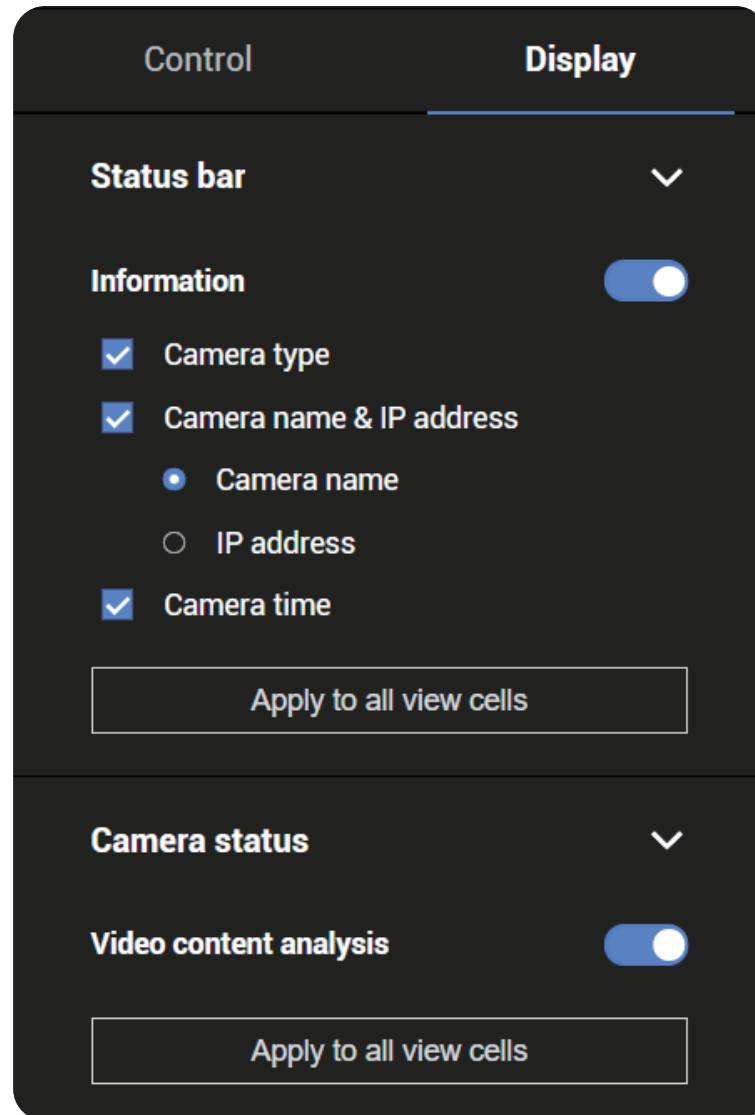 Control Display
Status bar
Information
Camera type
Camera name & IP address
Camera name
IP address
Camera time
Apply to all view cells
Camera status
Video content analysis
Apply to all view cells